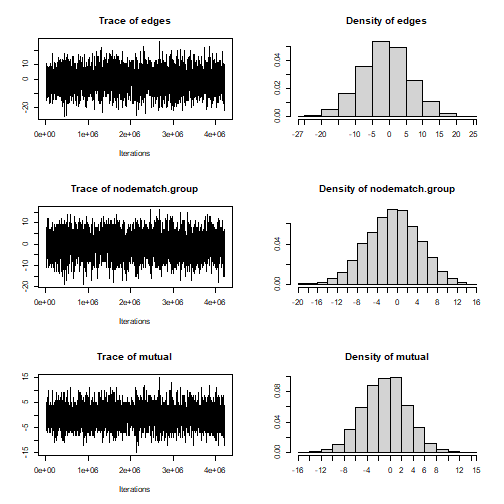 Trace of edges
-20 0 10
0e+00 1e+06 2e+06 3e+06 4e+06
Iterations
Density of edges
0.00 0.04
-27 -20 -10 -5 0 5 10 15 20 25
Trace of nodematch.group
-20 -10 0 10
0e+00 1e+06 2e+06 3e+06 4e+06
Iterations
Density of nodematch.group
0.00 0.04
-20 -16 -12 -8 -4 0 4 8 12 16
Trace of mutual
-15 -5 5 15
0e+00 1e+06 2e+06 3e+06 4e+06
Iterations
Density of mutual
0.00 0.04 0.08
-16 -12 -8 -4 0 2 4 6 8 12 15